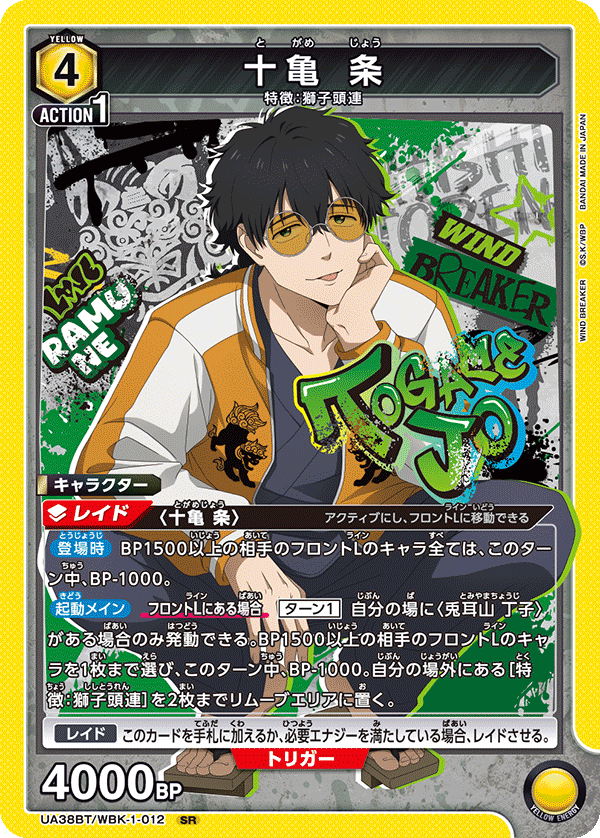 YELLOW
4
ACTION 1
とがめ じょう
十亀 条
特徴:獅子頭連
WIND BREAKER ©S.K/WBP BANDAI MADE IN JAPAN
WIND
BREAKER
RAMU
NE
TOGAME
JO
キャラクター
レイド 〈十亀 条〉 アクティブにし、フロントLに移動できる
登場時 BP1500以上の相手のフロントLのキャラ全ては、このター
ン中、BP-1000。
起動メイン フロントLにある場合 ターン1 自分の場に〈兎耳山 丁子〉
がある場合のみ発動できる。BP1500以上の相手のフロントLのキャ
ラを1枚まで選び、このターン中、BP-1000。自分の場外にある[特
徴:獅子頭連]を2枚までリムーブエリアに置く。
レイド このカードを手札に加えるか、必要エナジーを満たしている場合、レイドさせる。
トリガー
4000BP
YELLOW ENERGY
UA38BT/WBK-1-012 SR